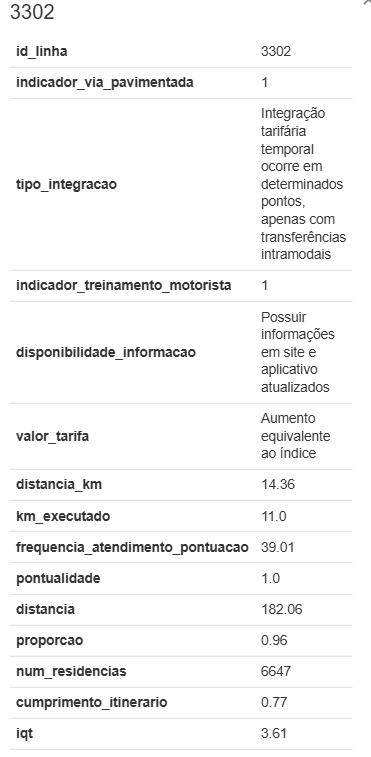 3302
id_linha 3302
indicador_via_pavimentada 1
Integração
tarifária
temporal
ocorre em
tipo_integracao determinados
pontos,
apenas com
transferências
intramodais
indicador_treinamento_motorista 1
Possuir
informações
disponibilidade_informacao em site e
aplicativo
atualizados
Aumento
valor_tarifa equivalente
ao índice
distancia_km 14.36
km_executado 11.0
frequencia_atendimento_pontuacao 39.01
pontualidade 1.0
distancia 182.06
proporcao 0.96
num_residencias 6647
cumprimento_itinerario 0.77
iqt 3.61